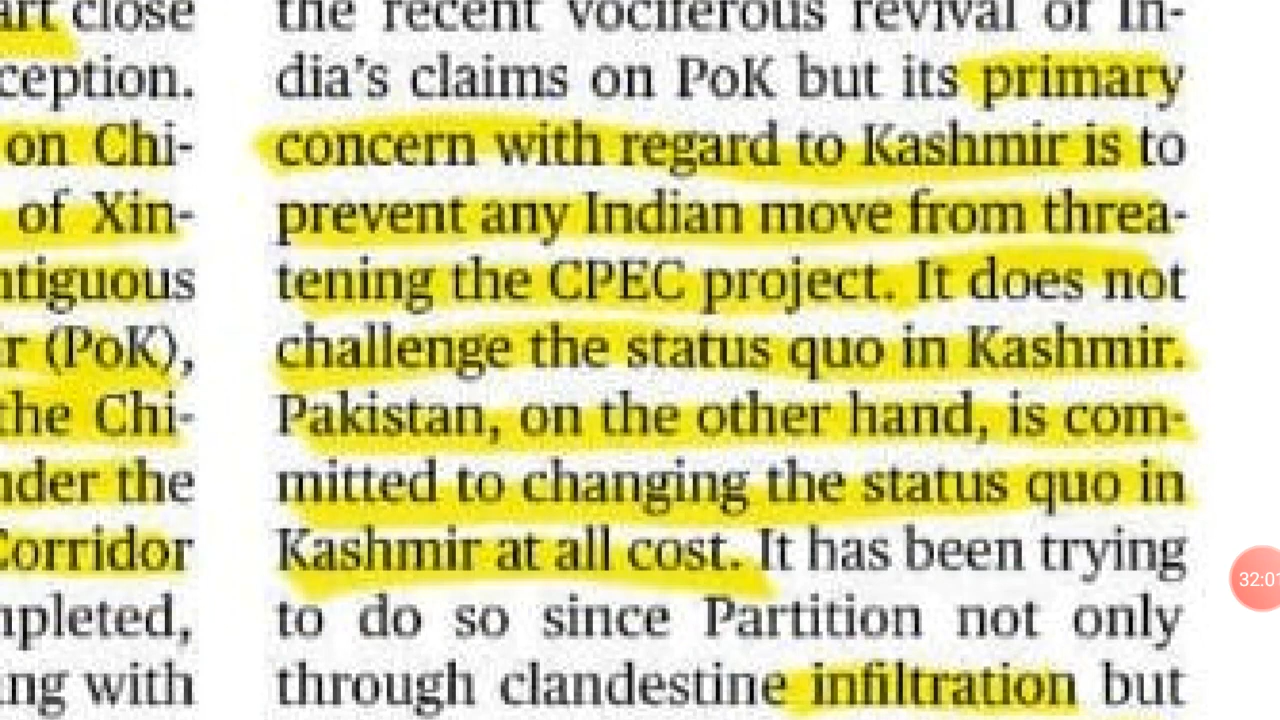 art close
ception.
on Chi-
of Xin-
ntiguous
ir (PoK),
the Chi-
nder the
Corridor
mpleted,
ing with
the recent vociferous revival of In-
dia's claims on PoK but its primary
concern with regard to Kashmir is to
prevent any Indian move from threa-
tening the CPEC project. It does not
challenge the status quo in Kashmir.
Pakistan, on the other hand, is com-
mitted to changing the status quo in
Kashmir at all cost. It has been trying
to do so since Partition not only
through clandestine infiltration but
32:01